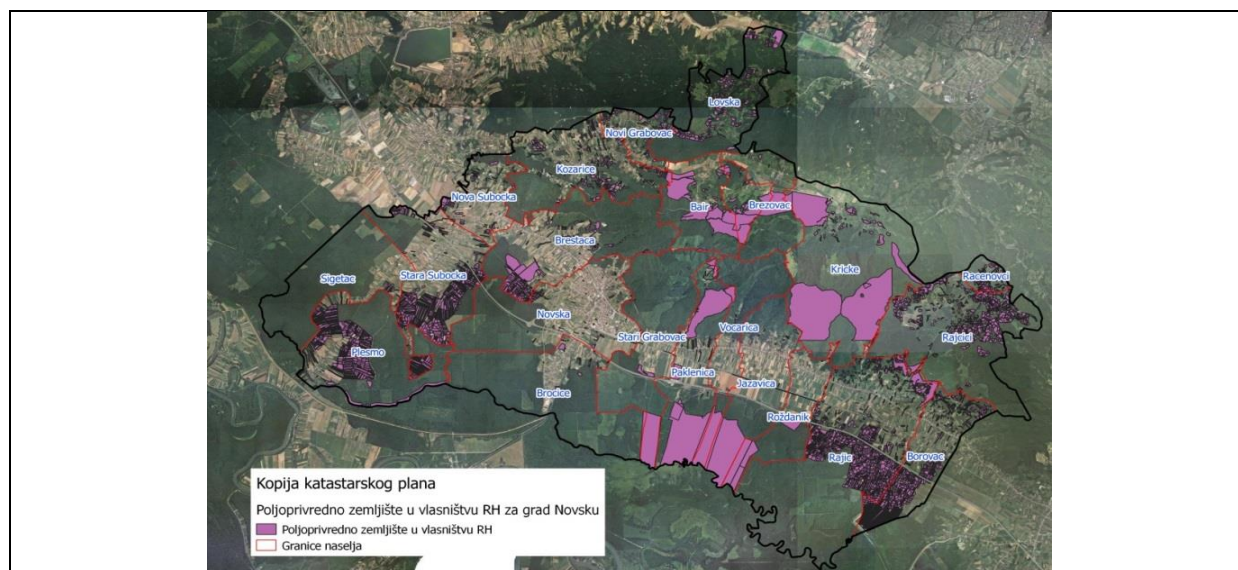 Lovska
Novi Grabovac
Kozarice
Nova Subocka
Bair
Brezovac
Brestaca
Sigetac
Stara Subocka
Kricke
Racenovci
Novska
Vocarica
Stari Grabovac
Rajcici
Plesmo
Paklenica
Jazavica
Brocice
Rozdanik
Rajic
Borovac
Kopija katastarskog plana
Poljoprivredno zemljište u vlasništvu RH za grad Novsku
Poljoprivredno zemljište u vlasništvu RH
Granice naselja